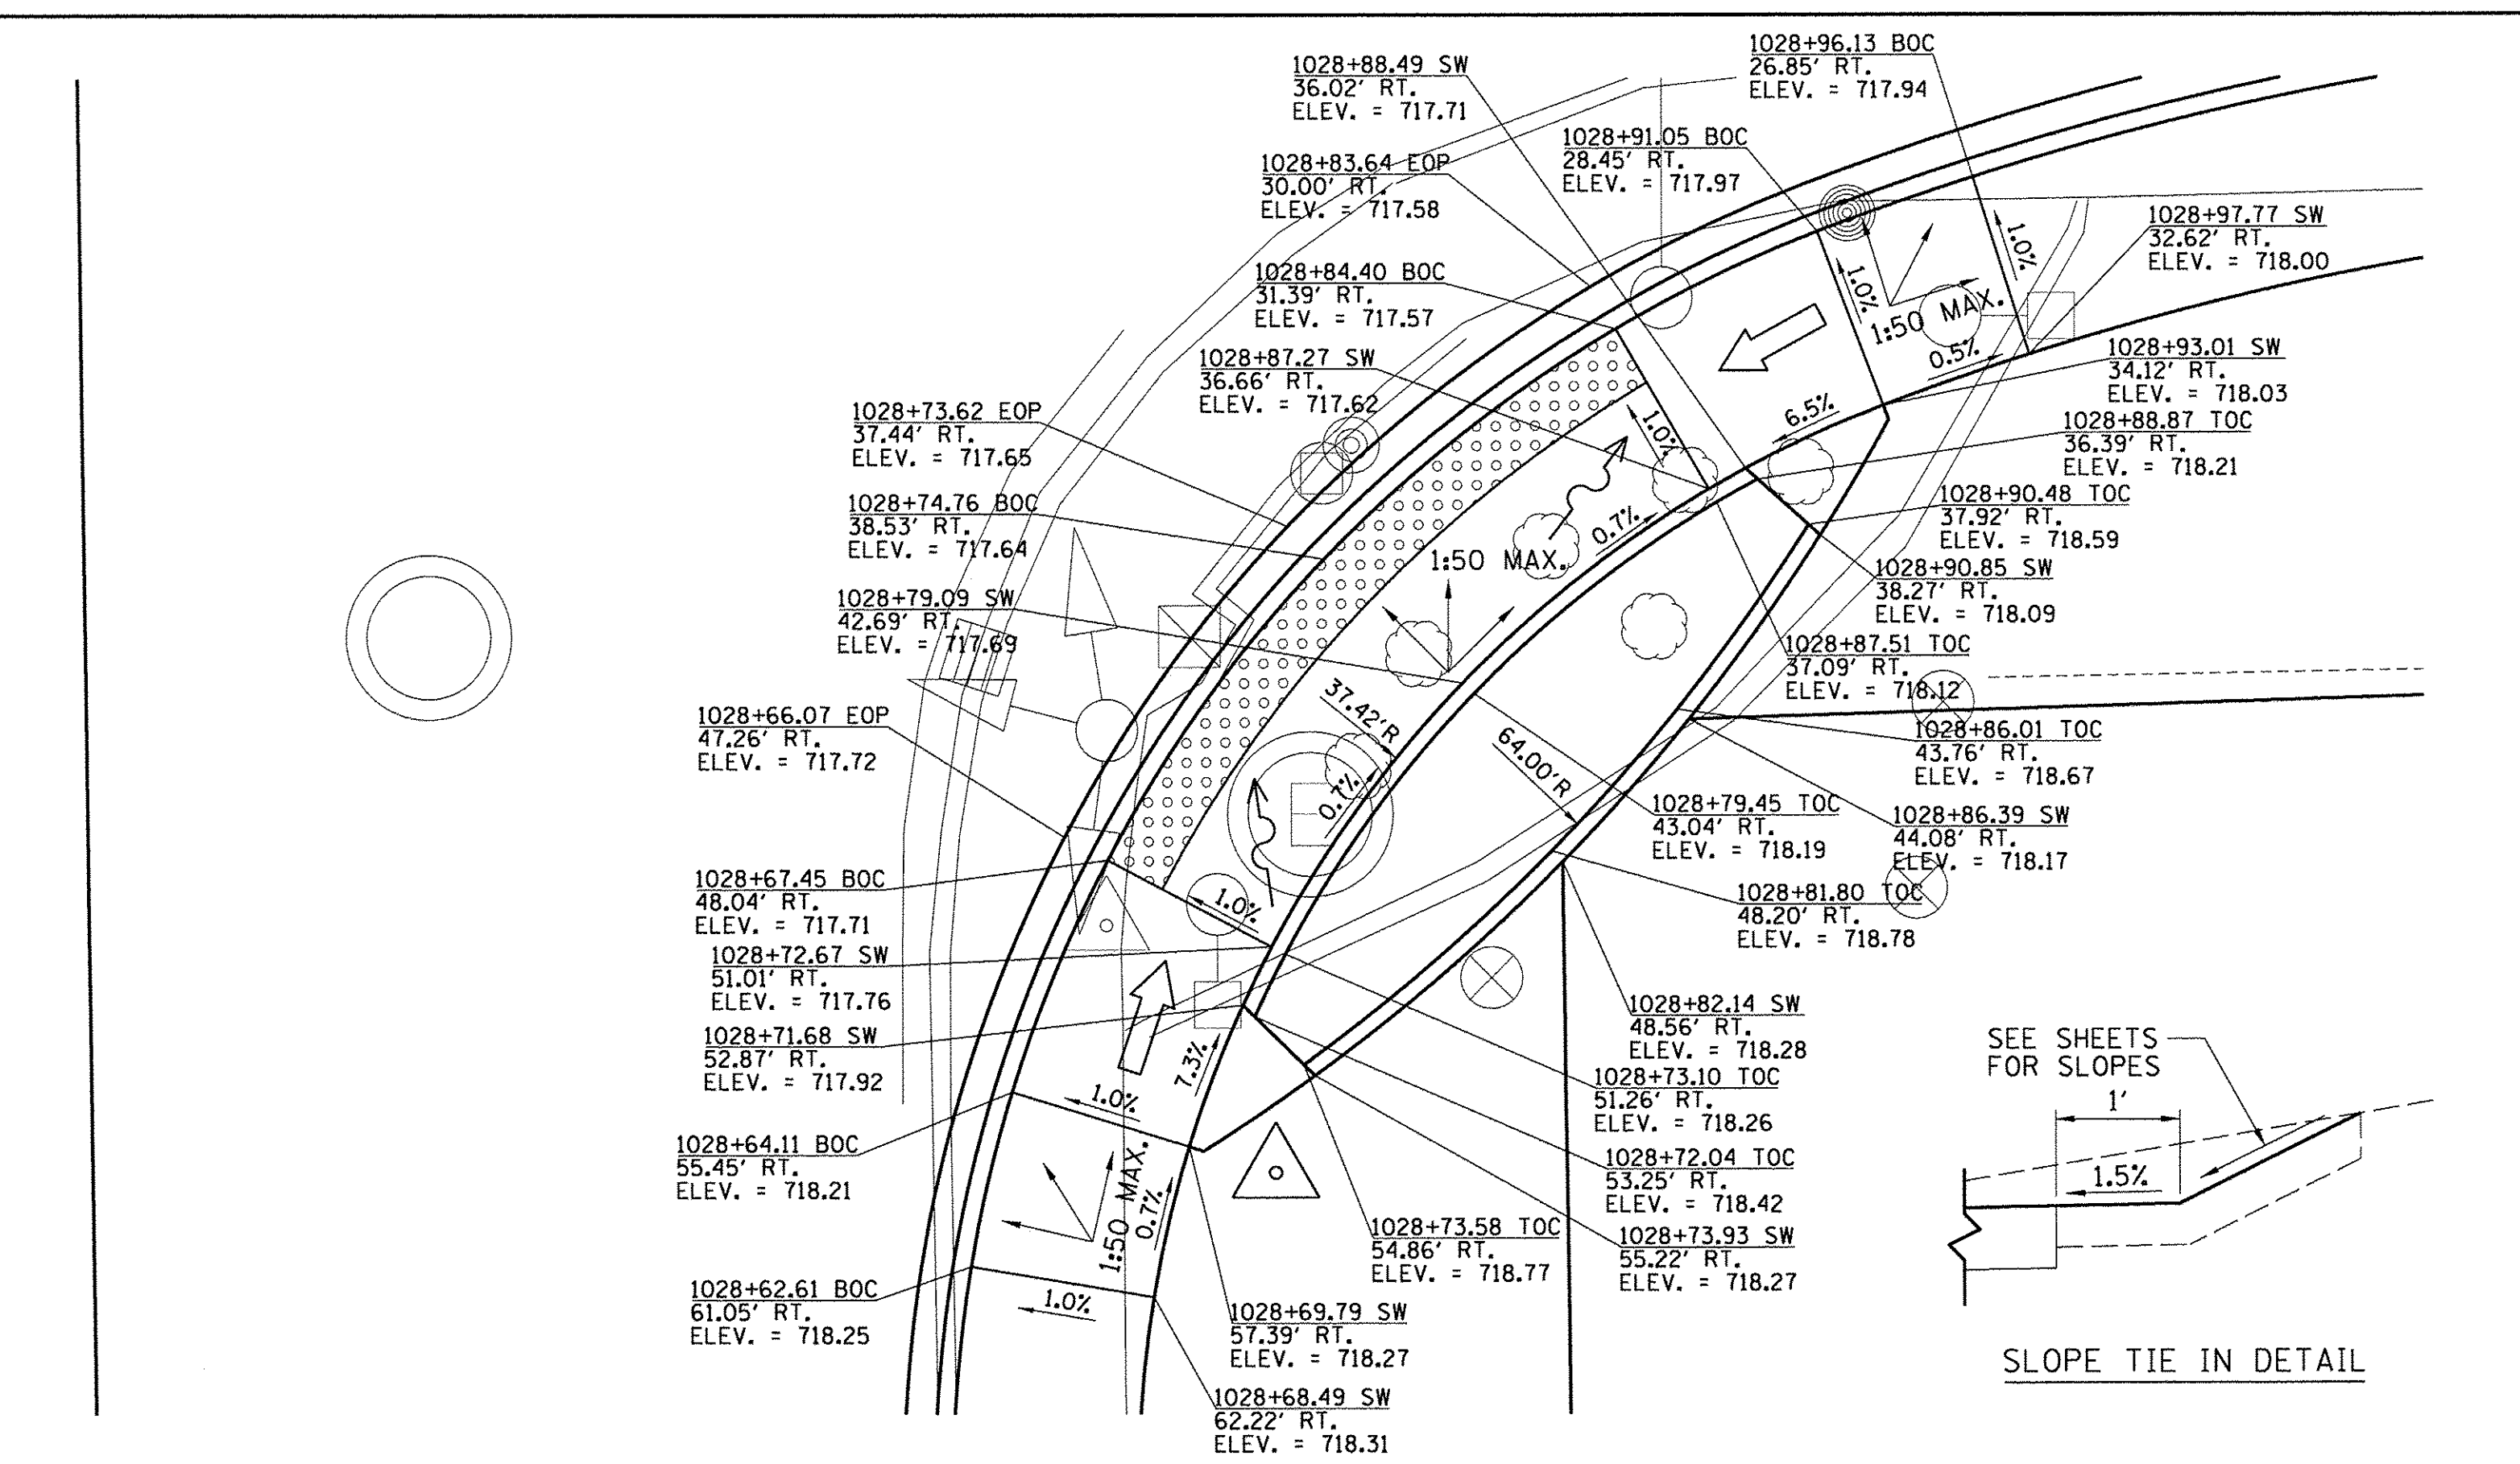 1028+88.49 SW
36.02' RT.
ELEV. = 717.71
1028+96.13 BOC
26.85' RT.
ELEV. = 717.94
1028+83.64 EOP
30.00' RT.
ELEV. = 717.58
1028+91.05 BOC
28.45' RT.
ELEV. = 717.97
1028+84.40 BOC
31.39' RT.
ELEV. = 717.57
1028+97.77 SW
32.62' RT.
ELEV. = 718.00
1.0%
1.0%
1:50 MAX.
0.5%
1028+87.27 SW
36.66' RT.
ELEV. = 717.62
1028+93.01 SW
34.12' RT.
ELEV. = 718.03
6.5%
1.0%
1028+73.62 EOP
37.44' RT.
ELEV. = 717.65
1028+88.87 TOC
36.39' RT.
ELEV. = 718.21
1028+74.76 BOC
38.53' RT.
ELEV. = 717.64
0.7%
1:50 MAX.
1028+90.48 TOC
37.92' RT.
ELEV. = 718.59
1028+90.85 SW
38.27' RT.
ELEV. = 718.09
1028+79.09 SW
42.69' RT.
ELEV. = 717.69
1028+87.51 TOC
37.09' RT.
ELEV. = 718.12
1028+66.07 EOP
47.26' RT.
ELEV. = 717.72
37.42'R
64.00'R
0.7%
1028+86.01 TOC
43.76' RT.
ELEV. = 718.67
1028+79.45 TOC
43.04' RT.
ELEV. = 718.19
1028+86.39 SW
44.08' RT.
ELEV. = 718.17
1028+67.45 BOC
48.04' RT.
ELEV. = 717.71
1.0%
1028+81.80 TOC
48.20' RT.
ELEV. = 718.78
1028+72.67 SW
51.01' RT.
ELEV. = 717.76
1028+82.14 SW
48.56' RT.
ELEV. = 718.28
1028+71.68 SW
52.87' RT.
ELEV. = 717.92
7.3%
1.0%
1028+73.10 TOC
51.26' RT.
ELEV. = 718.26
1028+64.11 BOC
55.45' RT.
ELEV. = 718.21
1028+72.04 TOC
53.25' RT.
ELEV. = 718.42
1:50 MAX.
0.7%
1028+73.58 TOC
54.86' RT.
ELEV. = 718.77
1028+73.93 SW
55.22' RT.
ELEV. = 718.27
1028+62.61 BOC
61.05' RT.
ELEV. = 718.25
1.0%
1028+69.79 SW
57.39' RT.
ELEV. = 718.27
1028+68.49 SW
62.22' RT.
ELEV. = 718.31
SEE SHEETS
FOR SLOPES
1'
1.5%
SLOPE TIE IN DETAIL